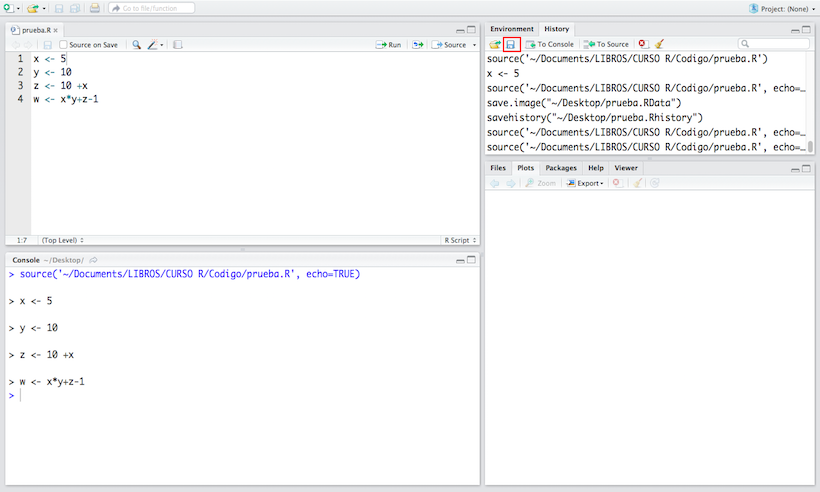 Go to file/function
Project: (None)
prueba.R
Source on Save
Run
Source
1 x <- 5
2 y <- 10
3 z <- 10 +x
4 w <- x*y+z-1
1:7 (Top Level) R Script
Console ~/Desktop/
> source('~/Documents/LIBROS/CURSO R/Codigo/prueba.R', echo=TRUE)
> x <- 5
> y <- 10
> z <- 10 +x
> w <- x*y+z-1
>
Environment History
To Console To Source
source('~/Documents/LIBROS/CURSO R/Codigo/prueba.R')
x <- 5
source('~/Documents/LIBROS/CURSO R/Codigo/prueba.R', echo=…
save.image("~/Desktop/prueba.RData")
savehistory("~/Desktop/prueba.Rhistory")
source('~/Documents/LIBROS/CURSO R/Codigo/prueba.R', echo=…
source('~/Documents/LIBROS/CURSO R/Codigo/prueba.R', echo=…
Files Plots Packages Help Viewer
Zoom Export